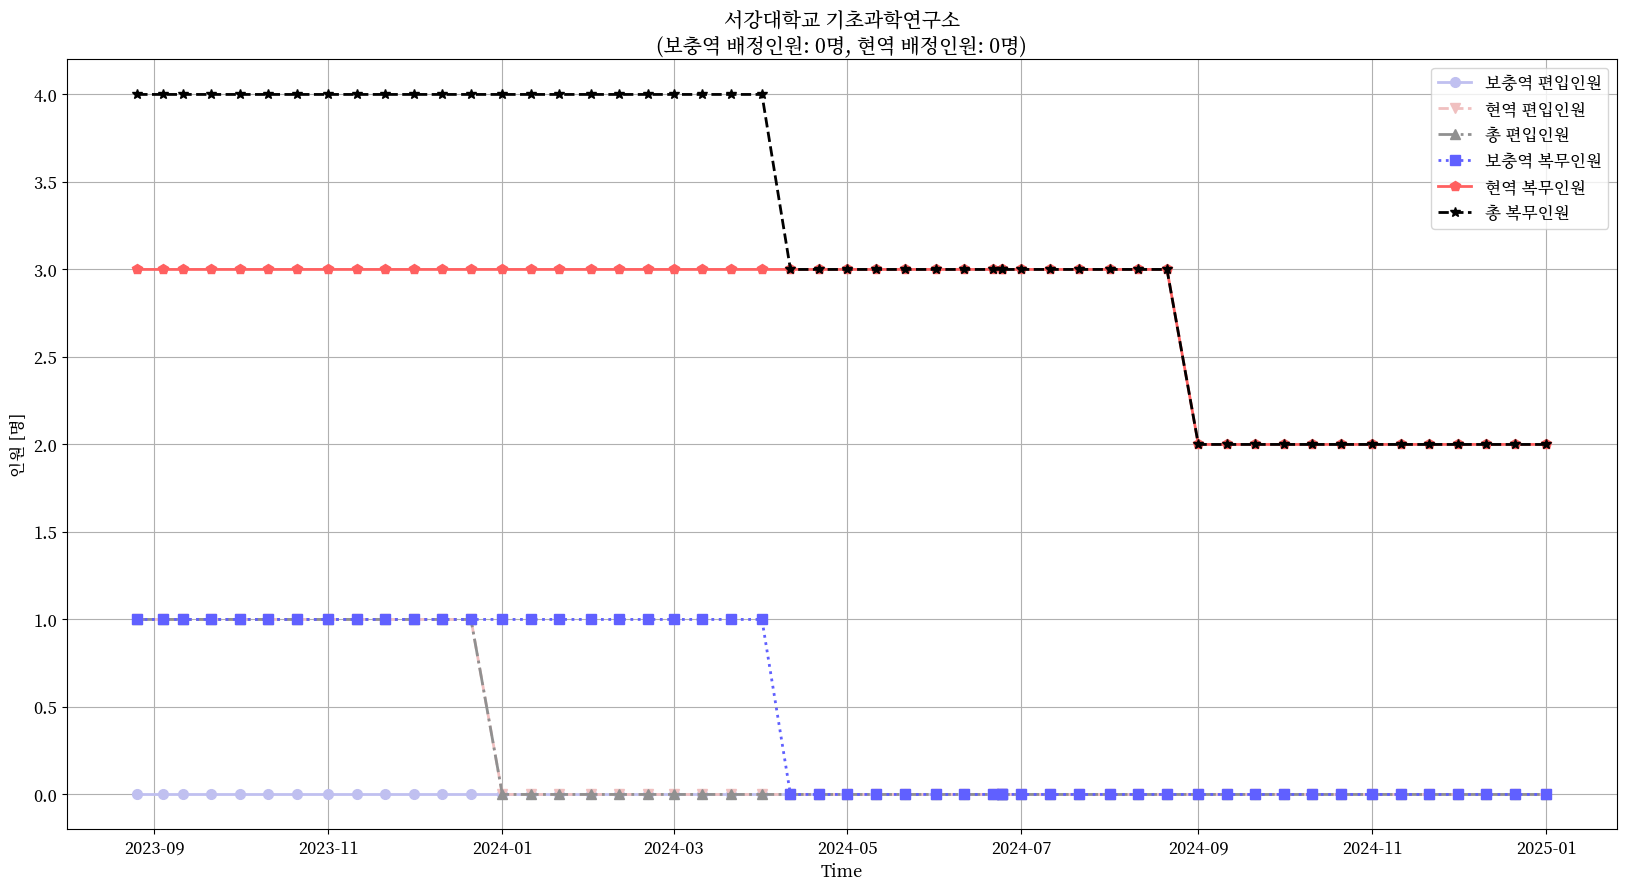 서강대학교 기초과학연구소
(보충역 배정인원: 0명, 현역 배정인원: 0명)
보충역 편입인원
현역 편입인원
총 편입인원
보충역 복무인원
현역 복무인원
총 복무인원
4.0
3.5
3.0
2.5
2.0
1.5
1.0
0.5
0.0
인원 [명]
2023-09
2023-11
2024-01
2024-03
2024-05
2024-07
2024-09
2024-11
2025-01
Time